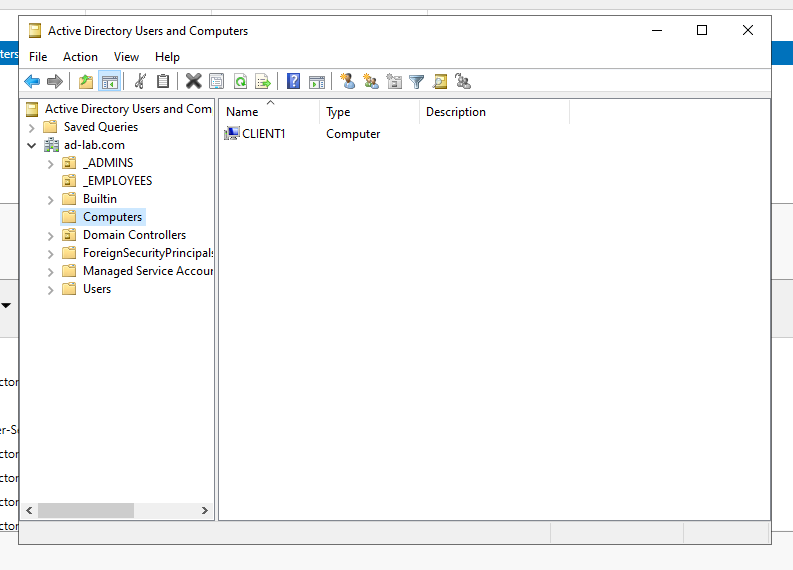 Active Directory Users and Computers
ters
File Action View Help
Active Directory Users and Com
Saved Queries
ad-lab.com
_ADMINS
_EMPLOYEES
Builtin
Computers
Domain Controllers
ForeignSecurityPrincipals
Managed Service Accour
Users
Name Type Description
CLIENT1 Computer
ctor
er-Se
ctor
ctor
ctor
ctor